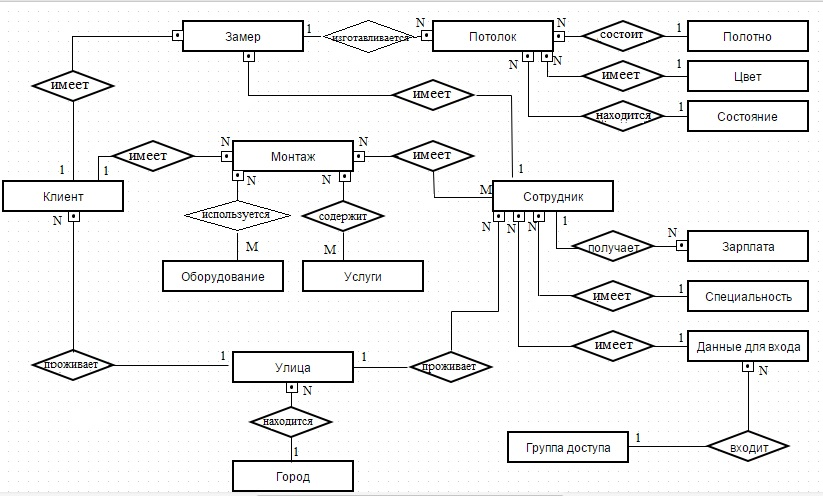 Замер
1
изготавливается
N
Потолок
N
состоит
1
Полотно
N
имеет
1
Цвет
N
находится
1
Состояние
имеет
имеет
1
1
1
имеет
N
Монтаж
N
имеет
M
Клиент
Сотрудник
N
N
N
используется
содержит
M
M
Оборудование
Услуги
N
N
N
1
получает
N
Зарплата
имеет
1
Специальность
имеет
1
Данные для входа
N
проживает
1
Улица
1
проживает
N
находится
1
Город
Группа доступа
1
входит